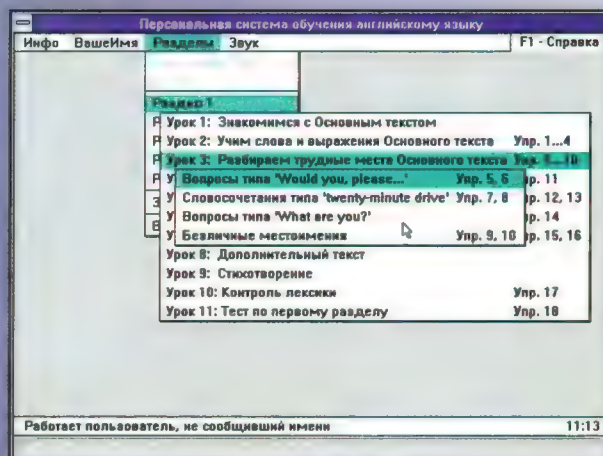 Персональная система обучения английскому языку
Инфо ВашеИмя Разделы Звук F1 - Справка
Раздел 1
Урок 1: Знакомимся с Основным текстом
Урок 2: Учим слова и выражения Основного текста Упр. 1...4
Урок 3: Разбираем трудные места Основного текста Упр.
Вопросы типа 'Would you, please...' Упр. 5, 6 пр. 11
Словосочетания типа 'twenty-minute drive' Упр. 7, 8 пр. 12, 13
Вопросы типа 'What are you?' пр. 14
Безличные местоимения Упр. 9, 10 пр. 15, 16
Урок 8: Дополнительный текст
Урок 9: Стихотворение
Урок 10: Контроль лексики Упр. 17
Урок 11: Тест по первому разделу Упр. 18
Работает пользователь, не сообщивший имени 11:13